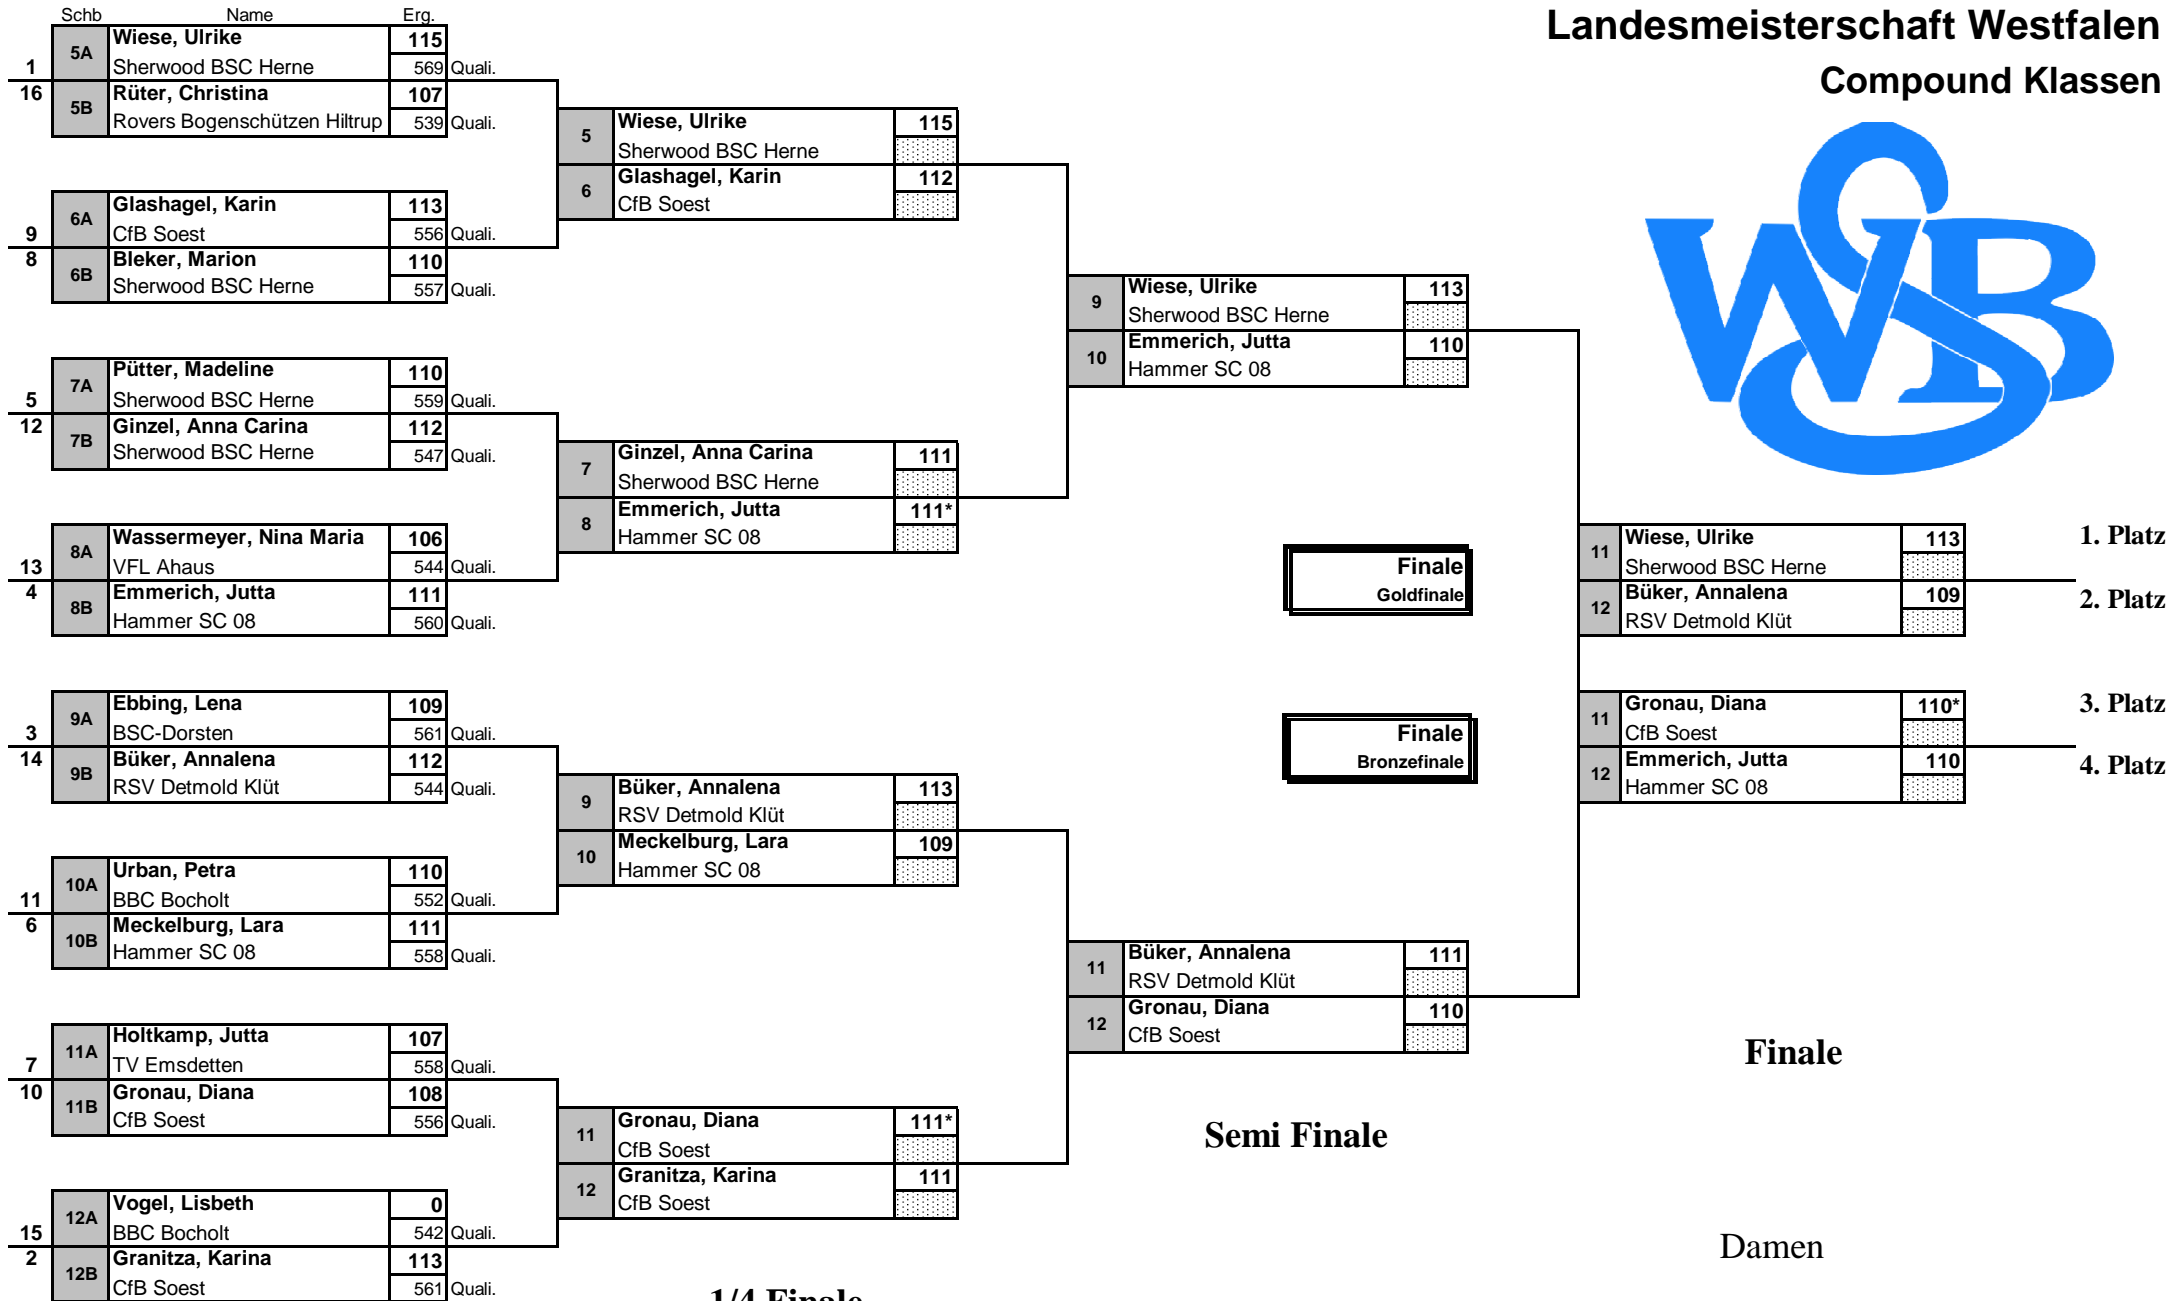 Landesmeisterschaft Westfalen
Compound Klassen
WSB
Schb Name Erg.
5A Wiese, Ulrike 115
1 Sherwood BSC Herne 569 Quali.
16 5B Rüter, Christina 107
Rovers Bogenschützen Hiltrup 539 Quali.
6A Glashagel, Karin 113
9 CfB Soest 556 Quali.
8 6B Bleker, Marion 110
Sherwood BSC Herne 557 Quali.
7A Pütter, Madeline 110
5 Sherwood BSC Herne 559 Quali.
12 7B Ginzel, Anna Carina 112
Sherwood BSC Herne 547 Quali.
8A Wassermeyer, Nina Maria 106
13 VFL Ahaus 544 Quali.
4 8B Emmerich, Jutta 111
Hammer SC 08 560 Quali.
9A Ebbing, Lena 109
3 BSC-Dorsten 561 Quali.
14 9B Büker, Annalena 112
RSV Detmold Klüt 544 Quali.
10A Urban, Petra 110
11 BBC Bocholt 552 Quali.
6 10B Meckelburg, Lara 111
Hammer SC 08 558 Quali.
11A Holtkamp, Jutta 107
7 TV Emsdetten 558 Quali.
10 11B Gronau, Diana 108
CfB Soest 556 Quali.
12A Vogel, Lisbeth 0
15 BBC Bocholt 542 Quali.
2 12B Granitza, Karina 113
CfB Soest 561 Quali.
5 Wiese, Ulrike 115
Sherwood BSC Herne
6 Glashagel, Karin 112
CfB Soest
7 Ginzel, Anna Carina 111
Sherwood BSC Herne
8 Emmerich, Jutta 111*
Hammer SC 08
9 Büker, Annalena 113
RSV Detmold Klüt
10 Meckelburg, Lara 109
Hammer SC 08
11 Gronau, Diana 111*
CfB Soest
12 Granitza, Karina 111
CfB Soest
1/4 Finale
9 Wiese, Ulrike 113
Sherwood BSC Herne
10 Emmerich, Jutta 110
Hammer SC 08
11 Büker, Annalena 111
RSV Detmold Klüt
12 Gronau, Diana 110
CfB Soest
Semi Finale
Finale
Goldfinale
11 Wiese, Ulrike 113 1. Platz
Sherwood BSC Herne
12 Büker, Annalena 109 2. Platz
RSV Detmold Klüt
Finale
Bronzefinale
11 Gronau, Diana 110* 3. Platz
CfB Soest
12 Emmerich, Jutta 110 4. Platz
Hammer SC 08
Finale
Damen